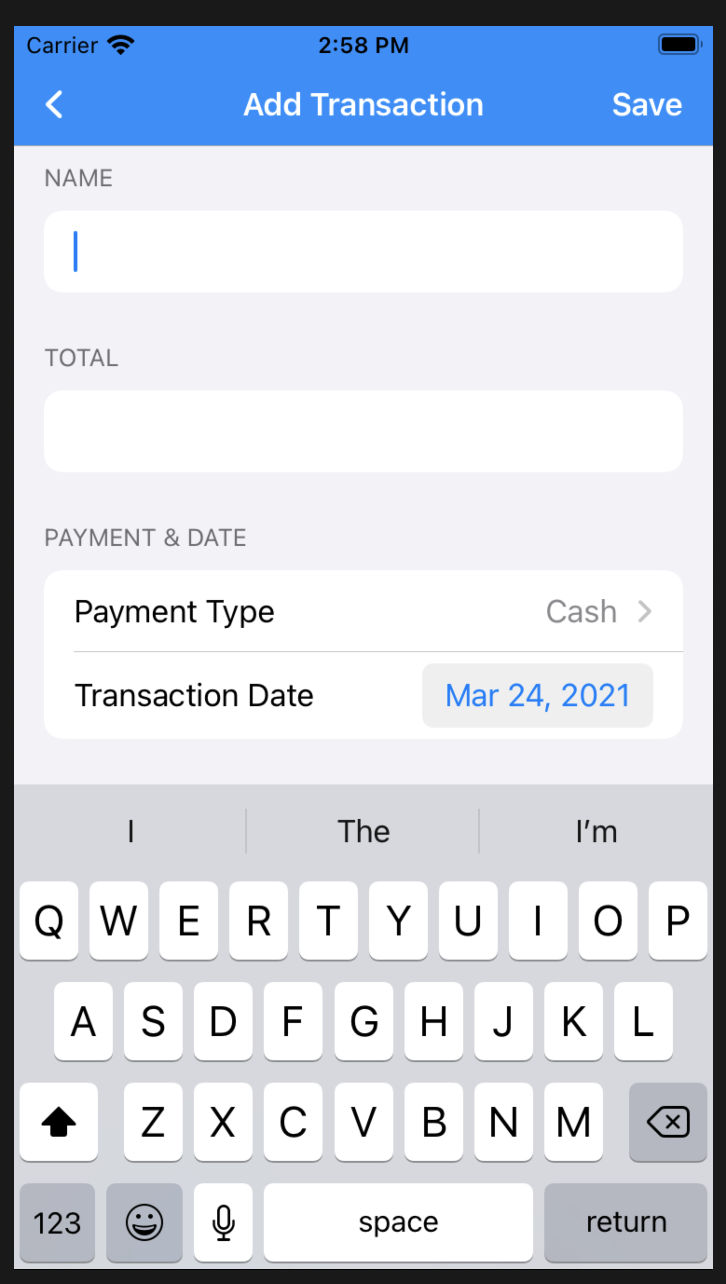 Carrier 2:58 PM
Add Transaction Save
NAME
TOTAL
PAYMENT & DATE
Payment Type Cash
Transaction Date Mar 24, 2021
I The I’m
Q W E R T Y U I O P
A S D F G H J K L
Z X C V B N M
123 space return